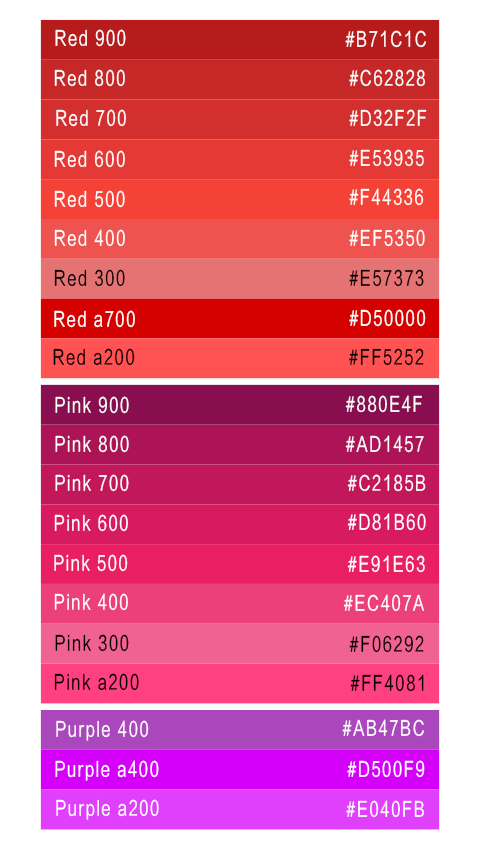 Red 900 #B71C1C
Red 800 #C62828
Red 700 #D32F2F
Red 600 #E53935
Red 500 #F44336
Red 400 #EF5350
Red 300 #E57373
Red a700 #D50000
Red a200 #FF5252
Pink 900 #880E4F
Pink 800 #AD1457
Pink 700 #C2185B
Pink 600 #D81B60
Pink 500 #E91E63
Pink 400 #EC407A
Pink 300 #F06292
Pink a200 #FF4081
Purple 400 #AB47BC
Purple a400 #D500F9
Purple a200 #E040FB